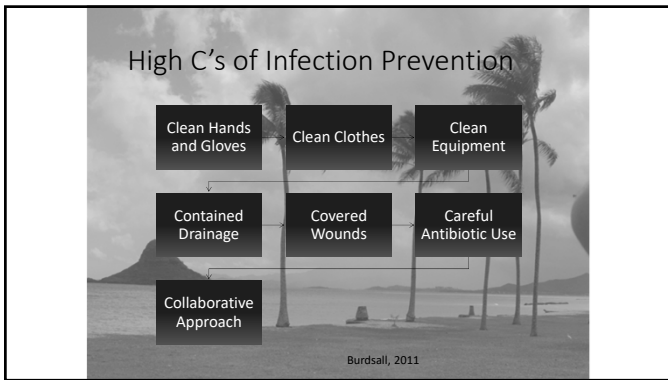 High C's of Infection Prevention
Clean Hands
and Gloves
Clean Clothes
Clean
Equipment
Contained
Drainage
Covered
Wounds
Careful
Antibiotic Use
Collaborative
Approach
Burdsall, 2011